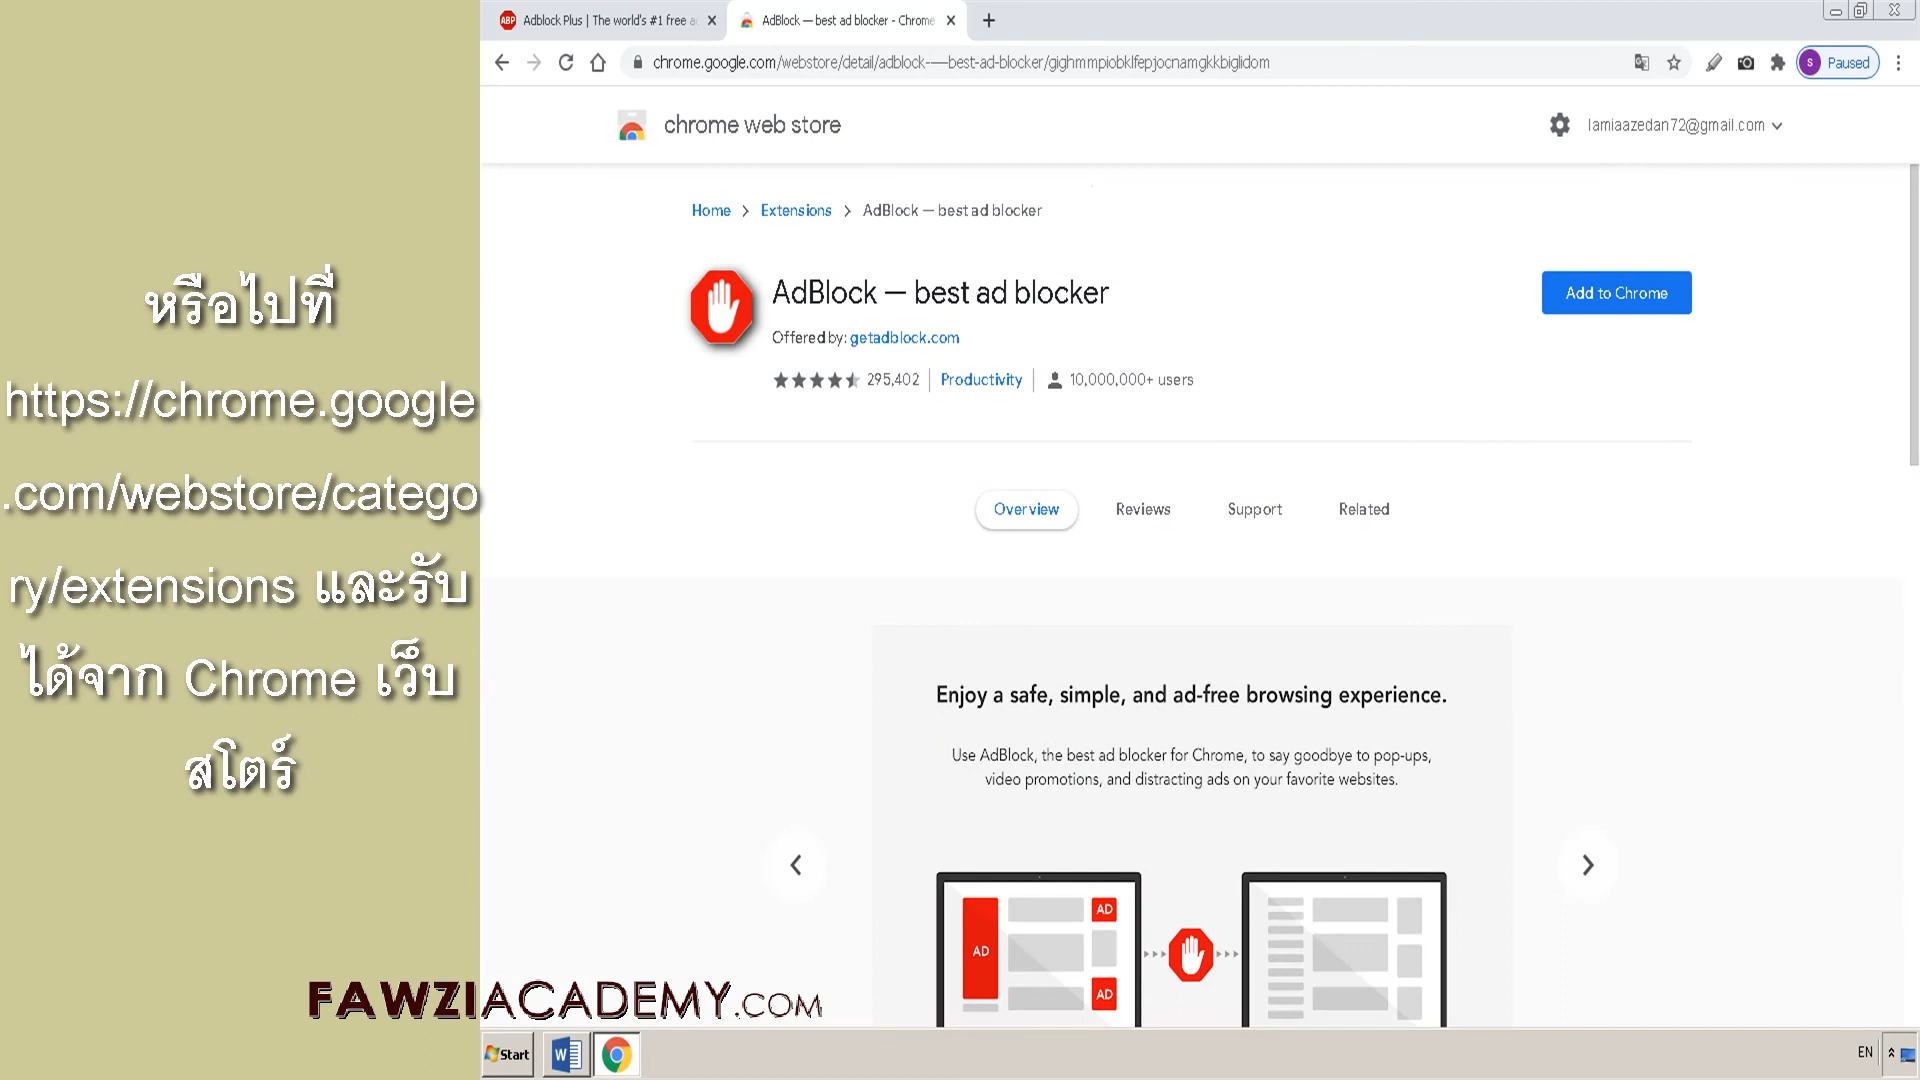 หรือไปที่
https://chrome.google
.com/webstore/catego
ry/extensions และรับ
ได้จาก Chrome เว็บ
สโตร์
FAWZIACADEMY.COM
ABP Adblock Plus | The world's #1 free a
AdBlock — best ad blocker - Chrome
chrome.google.com/webstore/detail/adblock-—-best-ad-blocker/gighmmpiobklfepjocnamgkkbiglidom
S Paused
chrome web store
lamiaazedan72@gmail.com
Home > Extensions > AdBlock — best ad blocker
AdBlock — best ad blocker
Add to Chrome
Offered by: getadblock.com
295,402 | Productivity | 10,000,000+ users
Overview Reviews Support Related
Enjoy a safe, simple, and ad-free browsing experience.
Use AdBlock, the best ad blocker for Chrome, to say goodbye to pop-ups,
video promotions, and distracting ads on your favorite websites.
AD
AD
AD
Start
W
EN